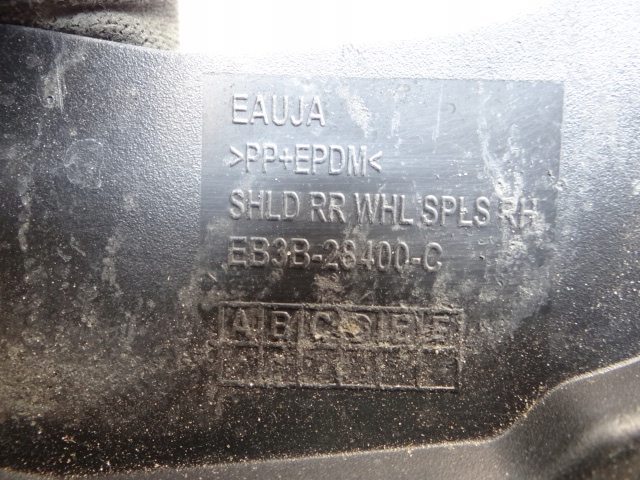 EAUJA
>PP+EPDM<
SHLD RR WHL SPLS RH
EB3B-28400-C
A B C